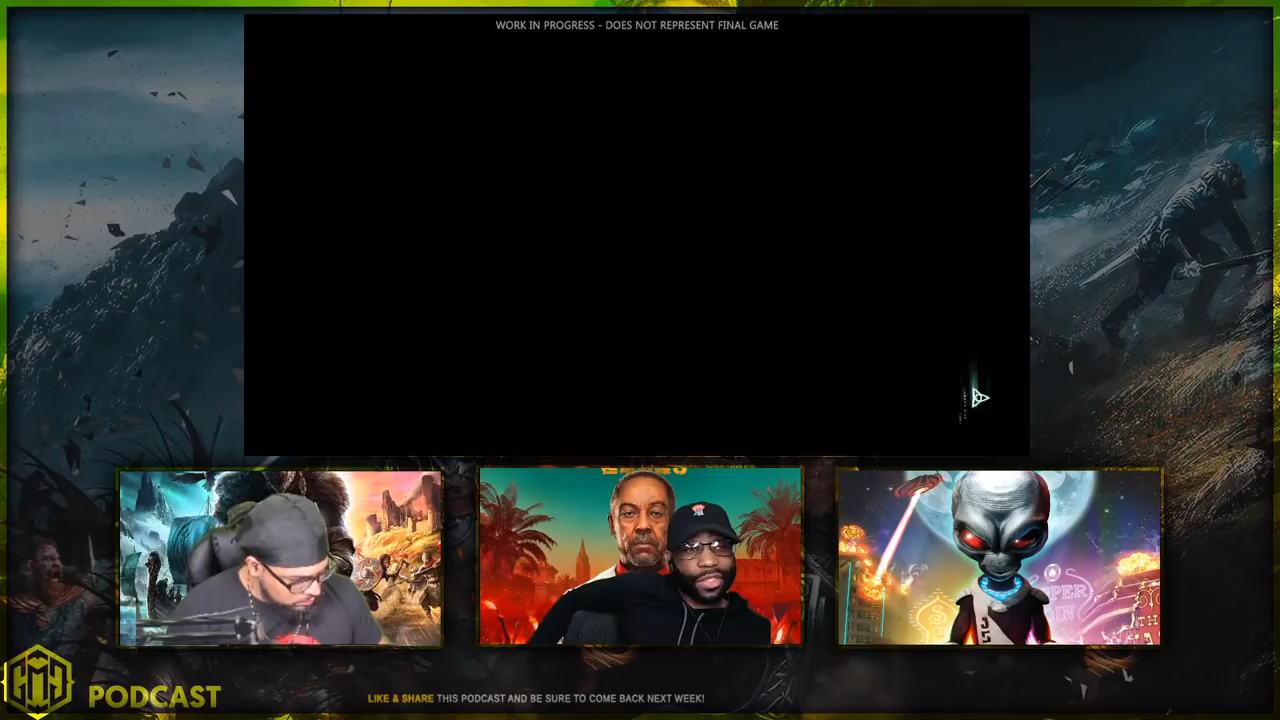 WORK IN PROGRESS - DOES NOT REPRESENT FINAL GAME
PODCAST
LIKE & SHARE THIS PODCAST AND BE SURE TO COME BACK NEXT WEEK!